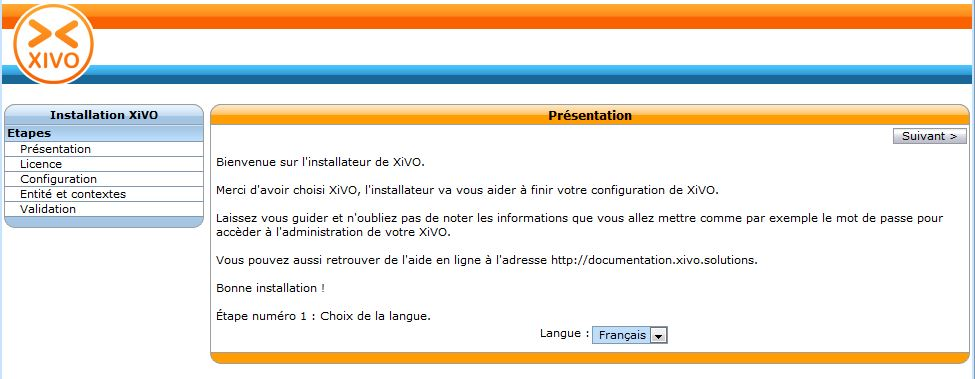 XIVO
Installation XiVO
Etapes
Présentation
Licence
Configuration
Entité et contextes
Validation
Présentation
Suivant >
Bienvenue sur l'installateur de XiVO.
Merci d'avoir choisi XiVO, l'installateur va vous aider à finir votre configuration de XiVO.
Laissez vous guider et n'oubliez pas de noter les informations que vous allez mettre comme par exemple le mot de passe pour
accèder à l'administration de votre XiVO.
Vous pouvez aussi retrouver de l'aide en ligne à l'adresse http://documentation.xivo.solutions.
Bonne installation !
Étape numéro 1 : Choix de la langue.
Langue : Français